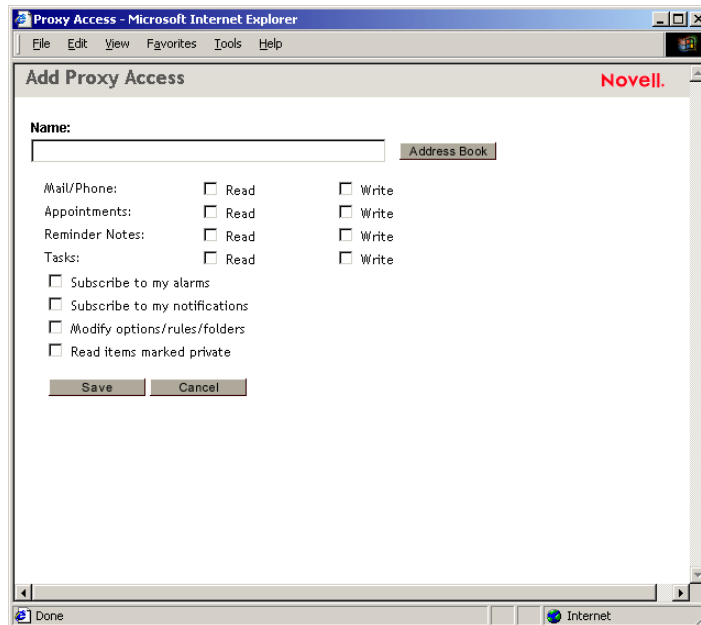 Proxy Access - Microsoft Internet Explorer
File Edit View Favorites Tools Help
Add Proxy Access Novell.
Name:
Address Book
Mail/Phone: Read Write
Appointments: Read Write
Reminder Notes: Read Write
Tasks: Read Write
Subscribe to my alarms
Subscribe to my notifications
Modify options/rules/folders
Read items marked private
Save Cancel
Done Internet